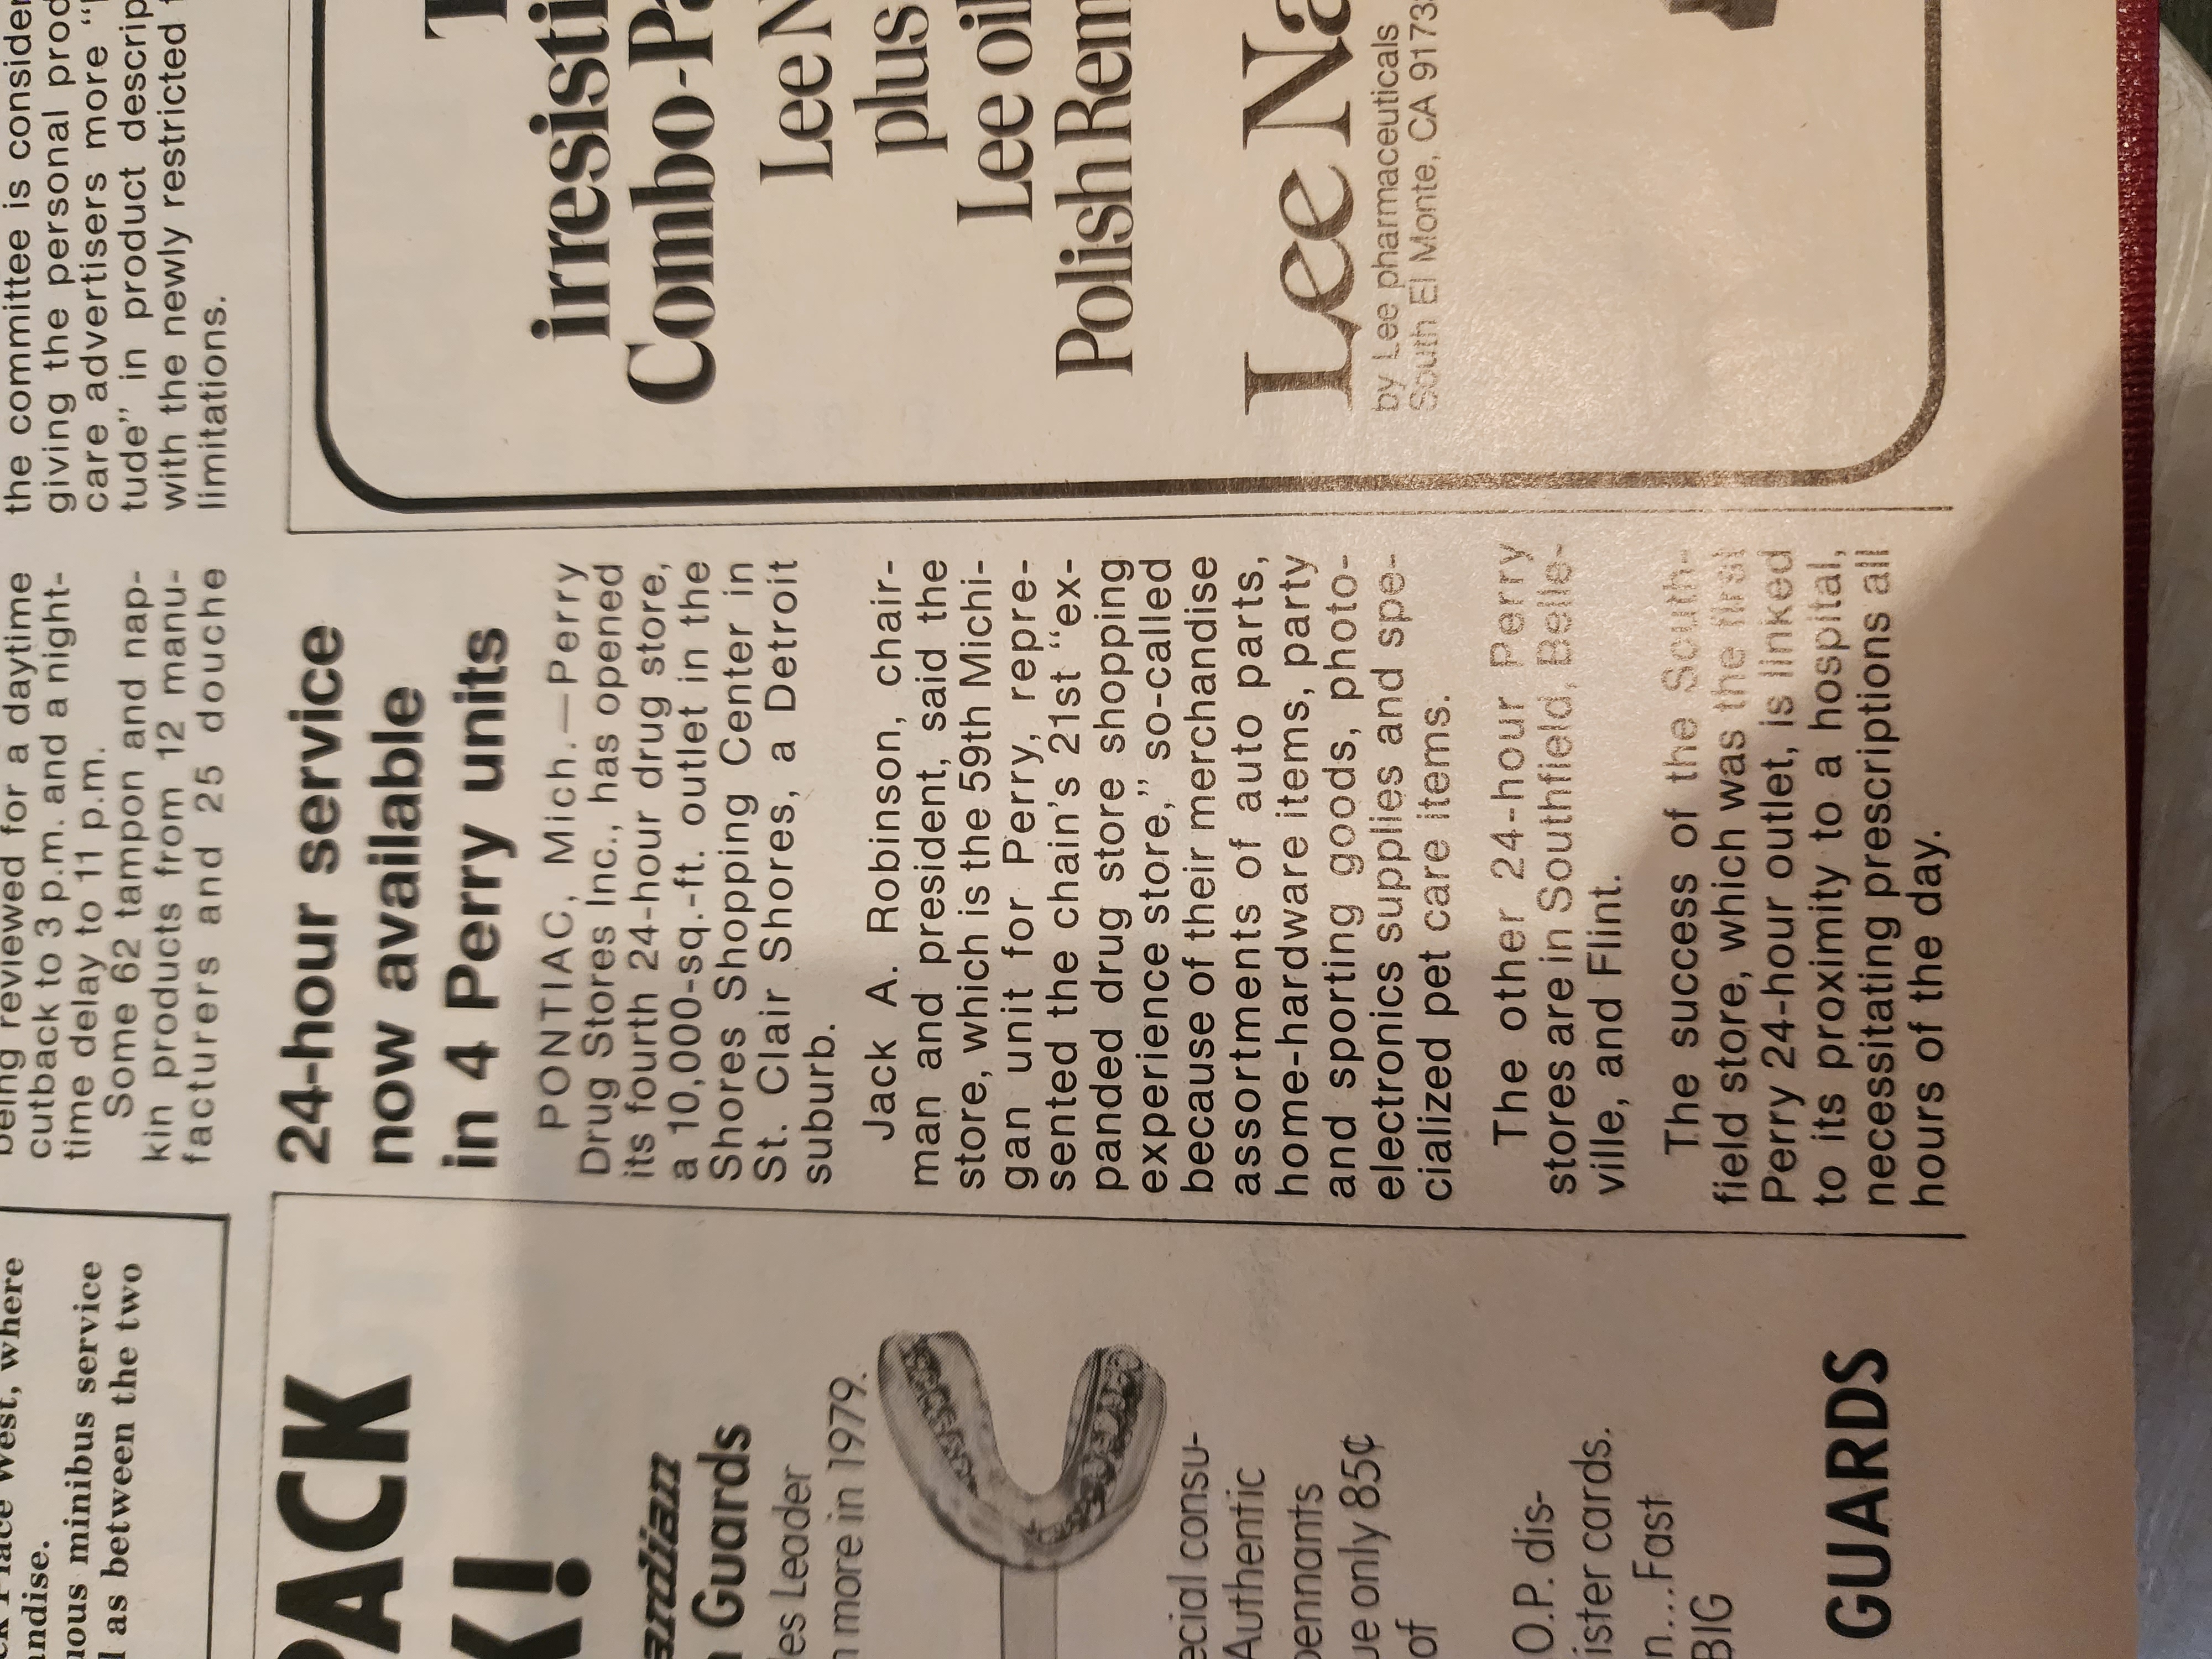 ck Place West, where
andise.
uous minibus service
l as between the two
PACK
K!
ardian
Guards
les Leader
n more in 1979.
ecial consu-
Authentic
pennants
ue only 85¢
of
O.P. dis-
ister cards.
n...Fast
BIG
GUARDS
being reviewed for a daytime
cutback to 3 p.m. and a night-
time delay to 11 p.m.
Some 62 tampon and nap-
kin products from 12 manu-
facturers and 25 douche
24-hour service
now available
in 4 Perry units
PONTIAC, Mich.—Perry
Drug Stores Inc., has opened
its fourth 24-hour drug store,
a 10,000-sq.-ft. outlet in the
Shores Shopping Center in
St. Clair Shores, a Detroit
suburb.
Jack A. Robinson, chair-
man and president, said the
store, which is the 59th Michi-
gan unit for Perry, repre-
sented the chain's 21st "ex-
panded drug store shopping
experience store," so-called
because of their merchandise
assortments of auto parts,
home-hardware items, party
and sporting goods, photo-
electronics supplies and spe-
cialized pet care items.
The other 24-hour Perry
stores are in Southfield, Belle-
ville, and Flint.
The success of the South-
field store, which was the first
Perry 24-hour outlet, is linked
to its proximity to a hospital,
necessitating prescriptions all
hours of the day.
the committee is consider
giving the personal prod
care advertisers more "
tude" in product descrip
with the newly restricted
limitations.
irresisti
Combo-Pa
Lee N
plus
Lee oil
Polish Rem
Lee Na
by Lee pharmaceuticals
South El Monte, CA 9173